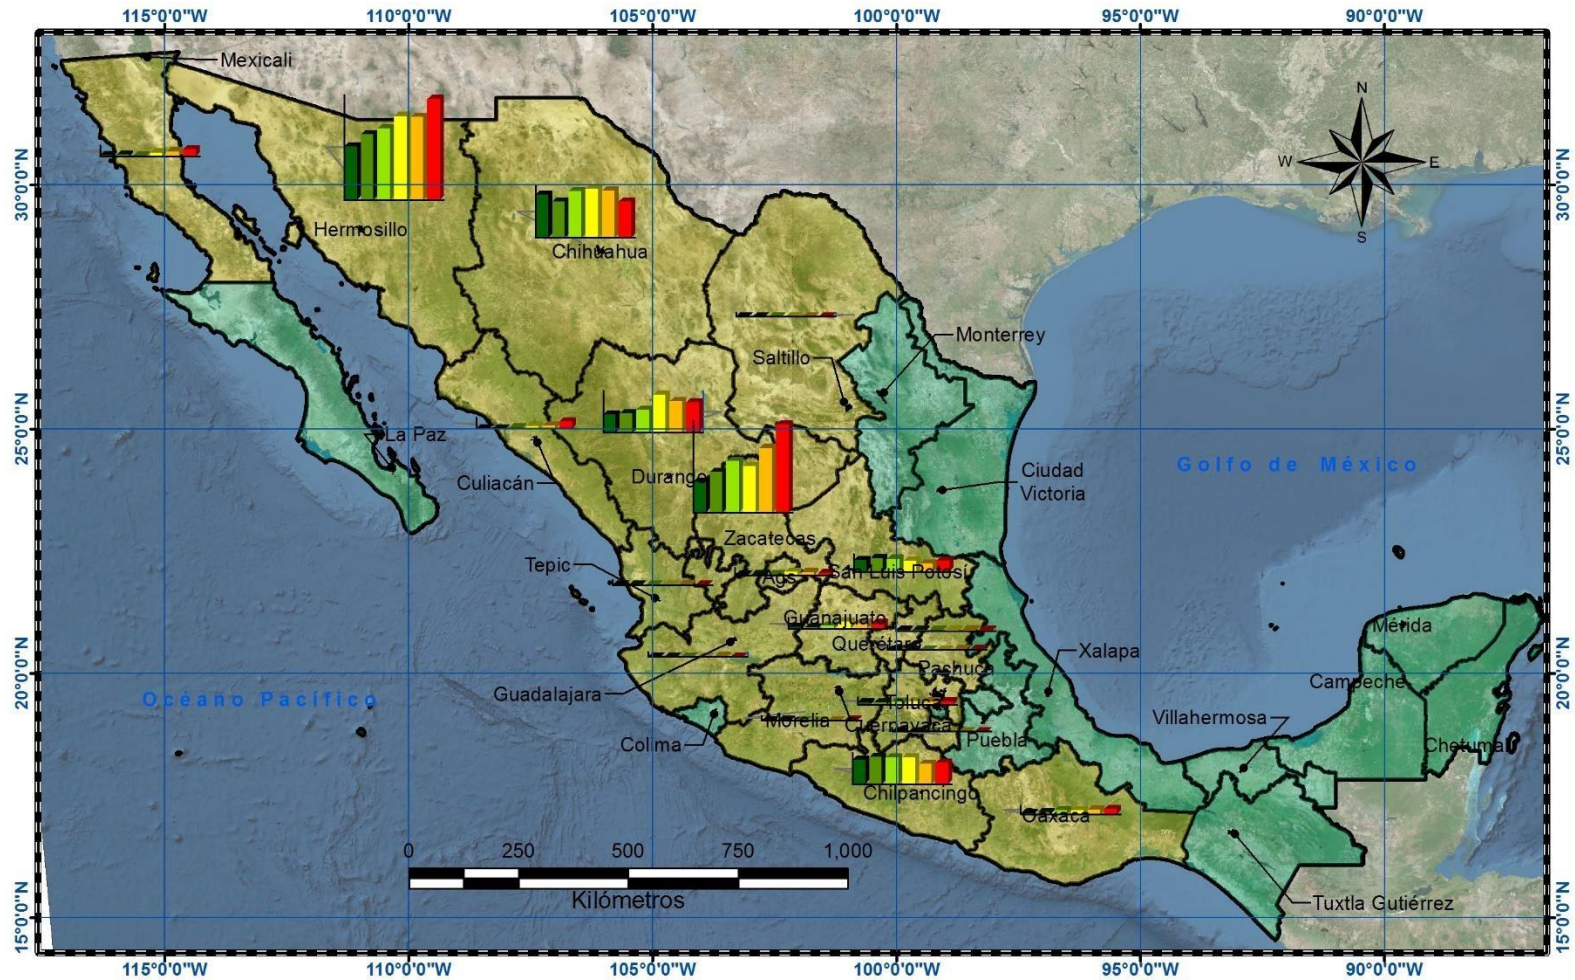 115°0'0"W 110°0'0"W 105°0'0"W 100°0'0"W 95°0'0"W 90°0'0"W
Mexicali
N
W E
S
30°0'0"N 30°0'0"N
Hermosillo
Chihuahua
Monterrey
Saltillo
25°0'0"N 25°0'0"N
La Paz
Culiacán
Durango
Golfo de México
Ciudad
Victoria
Zacatecas
Tepic
Ags
San Luis Potosí
Guanajuato
Querétaro
Mérida
Xalapa
Pachuca
20°0'0"N 20°0'0"N
Campeche
Océano Pacífico
Guadalajara
Toluca
Morelia
Cuernavaca
Villahermosa
Colima
Puebla
Chetumal
Chilpancingo
Oaxaca
0 250 500 750 1,000
Kilómetros
Tuxtla Gutiérrez
15°0'0"N 15°0'0"N
115°0'0"W 110°0'0"W 105°0'0"W 100°0'0"W 95°0'0"W 90°0'0"W